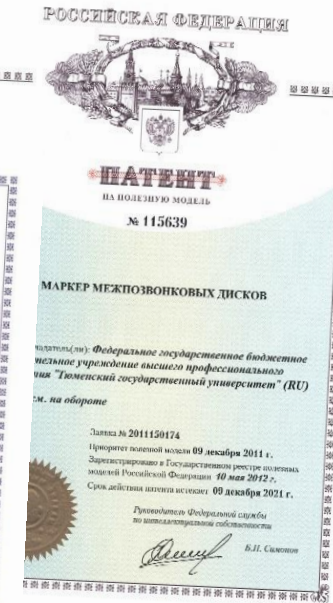 РОССИЙСКАЯ ФЕДЕРАЦИЯ
ПАТЕНТ
НА ПОЛЕЗНУЮ МОДЕЛЬ
№ 115639
МАРКЕР МЕЖПОЗВОНКОВЫХ ДИСКОВ
Федеральное государственное бюджетное
тельное учреждение высшего профессионального
"Тюменский государственный университет" (RU)
на обороте
Заявка № 2011150174
Приоритет полезной модели 09 декабря 2011 г.
Зарегистрировано в Государственном реестре полезных
моделей Российской Федерации 10 мая 2012 г.
Срок действия патента истекает 09 декабря 2021 г.
Руководитель Федеральной службы
по интеллектуальной собственности
Б.П. Симонов